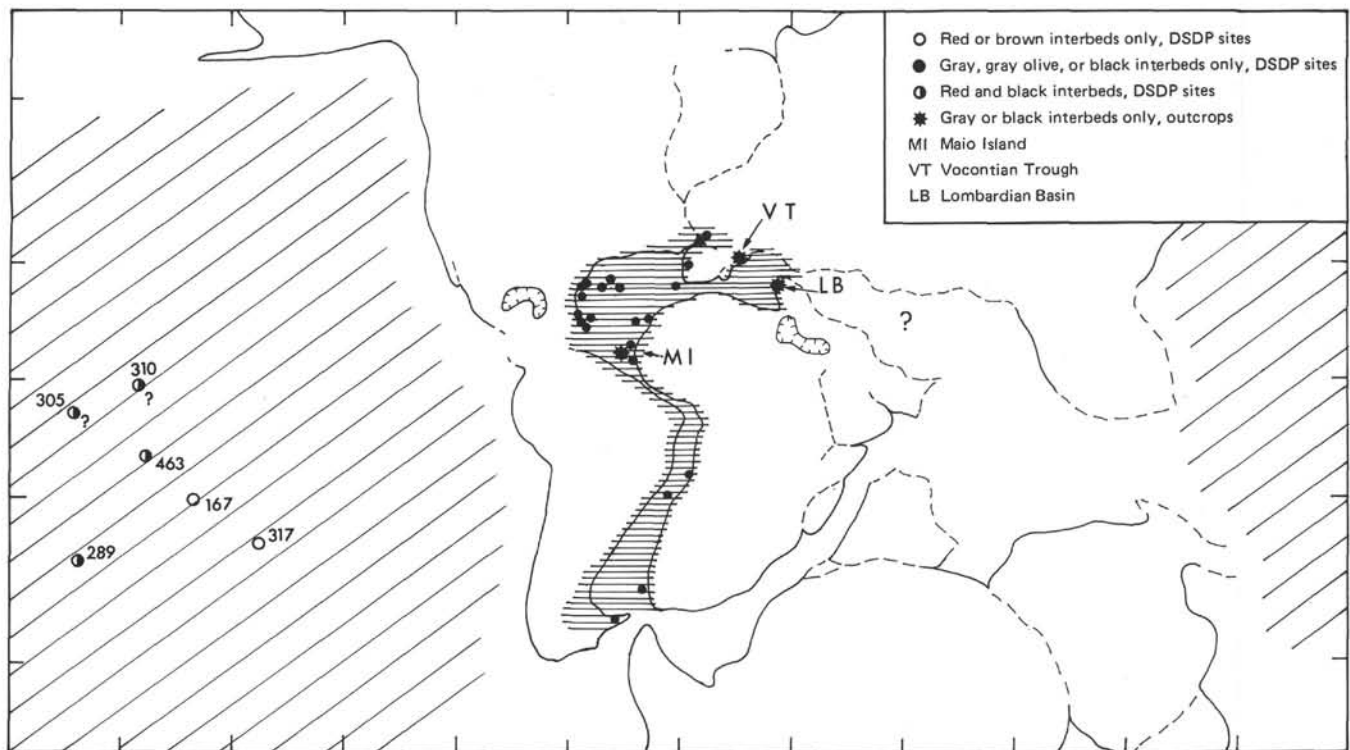 Red or brown interbeds only, DSDP sites
Gray, gray olive, or black interbeds only, DSDP sites
Red and black interbeds, DSDP sites
Gray or black interbeds only, outcrops
MI Maio Island
VT Vocontian Trough
LB Lombardian Basin
VT
LB
?
MI
310
?
305
?
463
167
317
289